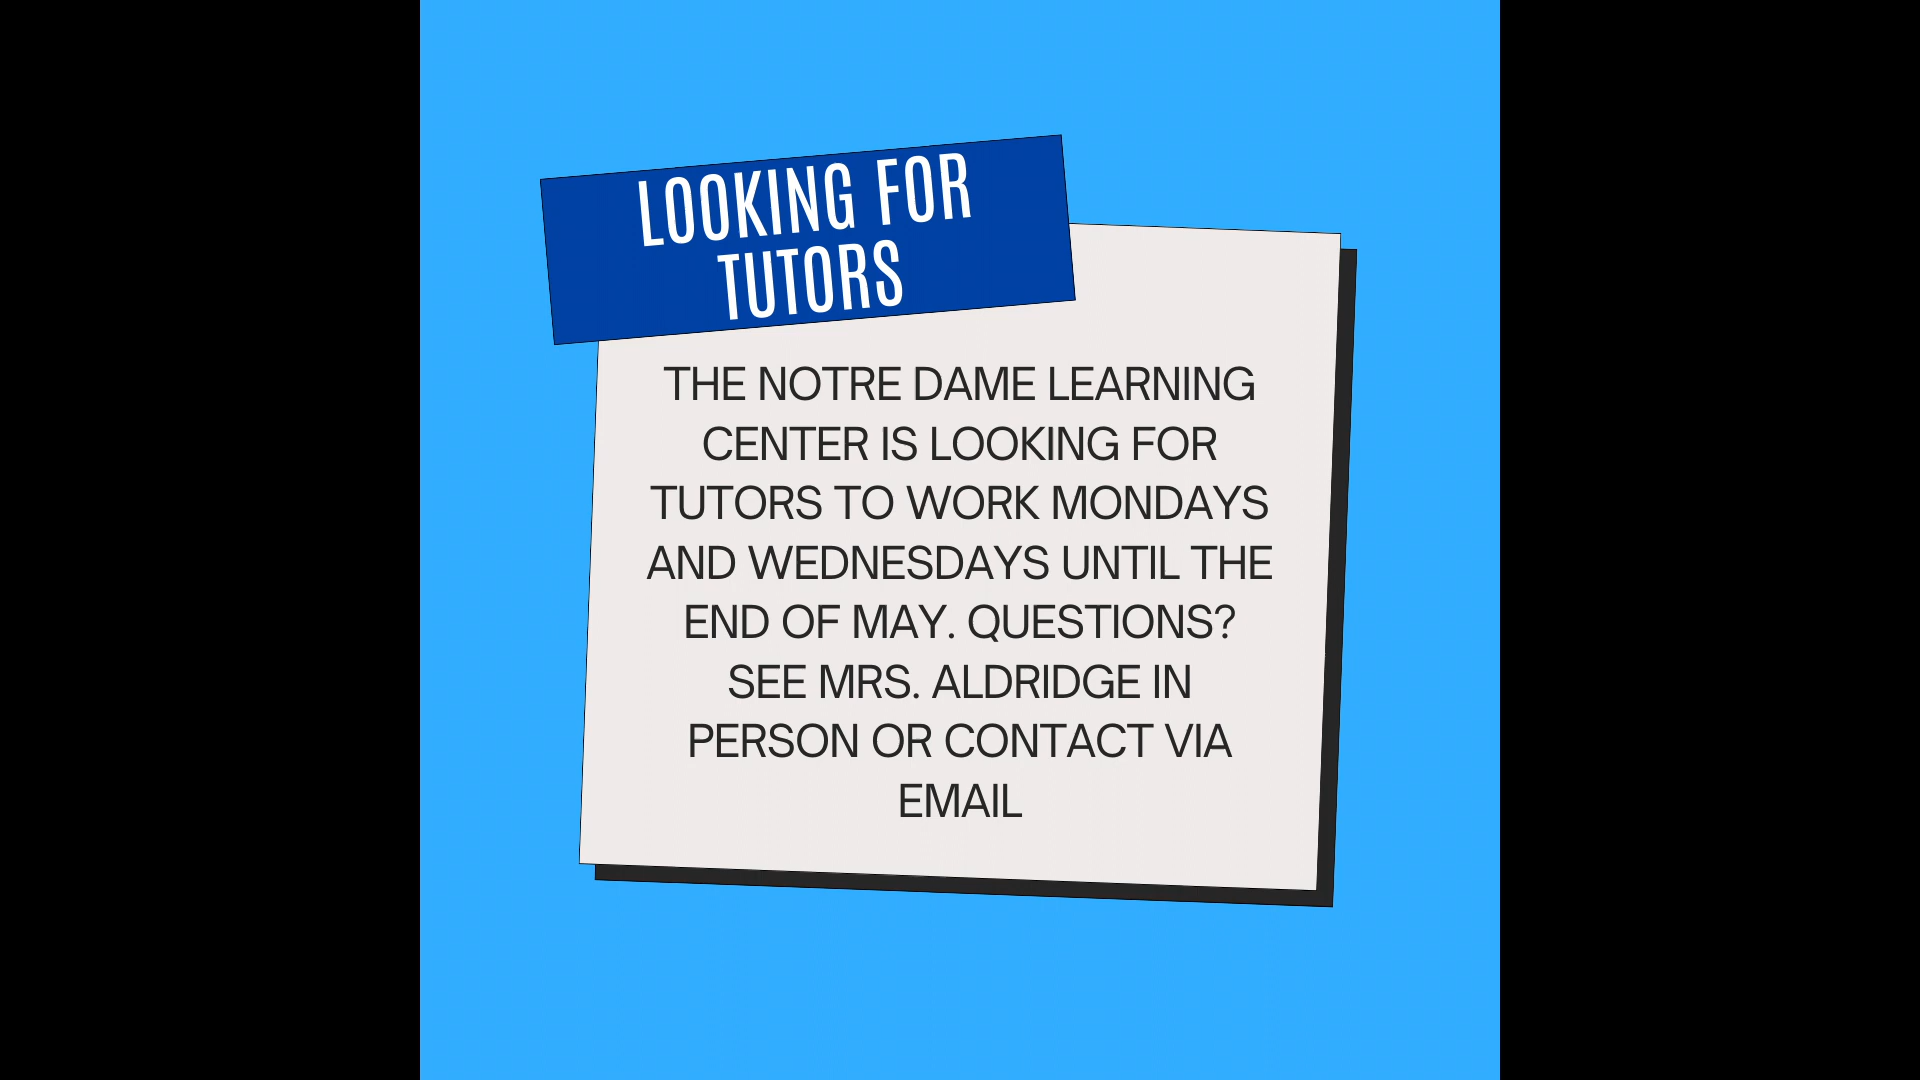 LOOKING FOR
TUTORS
THE NOTRE DAME LEARNING
CENTER IS LOOKING FOR
TUTORS TO WORK MONDAYS
AND WEDNESDAYS UNTIL THE
END OF MAY. QUESTIONS?
SEE MRS. ALDRIDGE IN
PERSON OR CONTACT VIA
EMAIL